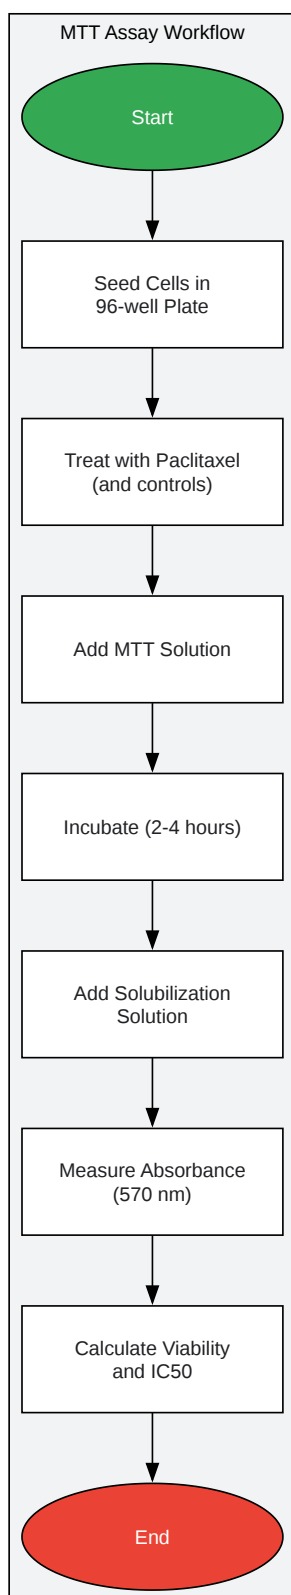 MTT Assay Workflow
Start
Seed Cells in
96-well Plate
Treat with Paclitaxel
(and controls)
Add MTT Solution
Incubate (2-4 hours)
Add Solubilization
Solution
Measure Absorbance
(570 nm)
Calculate Viability
and IC50
End